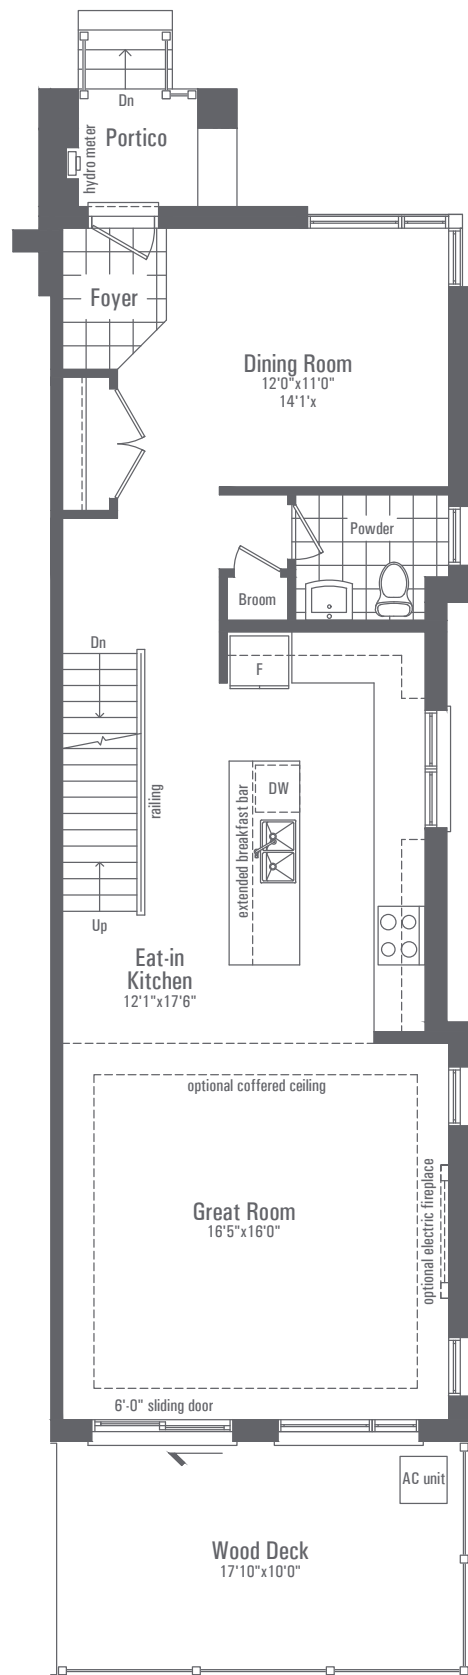 Dn
Portico
hydro meter
Foyer
Dining Room
12'0"x11'0"
14'1'x
Powder
Broom
Dn
F
DW
extended breakfast bar
railing
Up
Eat-in
Kitchen
12'1"x17'6"
optional coffered ceiling
Great Room
16'5"x16'0"
optional electric fireplace
6'-0" sliding door
AC unit
Wood Deck
17'10"x10'0"